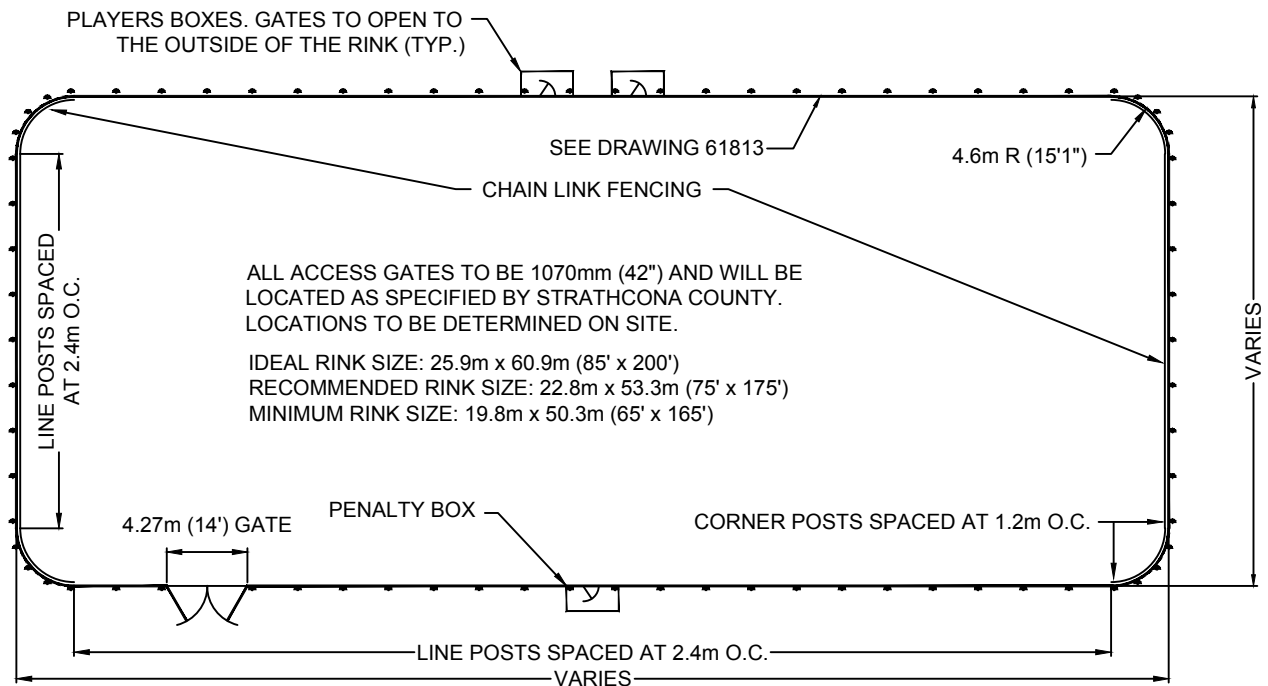 PLAYERS BOXES. GATES TO OPEN TO
THE OUTSIDE OF THE RINK (TYP.)
SEE DRAWING 61813
4.6m R (15'1")
CHAIN LINK FENCING
LINE POSTS SPACED
AT 2.4m O.C.
ALL ACCESS GATES TO BE 1070mm (42") AND WILL BE
LOCATED AS SPECIFIED BY STRATHCONA COUNTY.
LOCATIONS TO BE DETERMINED ON SITE.
IDEAL RINK SIZE: 25.9m x 60.9m (85' x 200')
RECOMMENDED RINK SIZE: 22.8m x 53.3m (75' x 175')
MINIMUM RINK SIZE: 19.8m x 50.3m (65' x 165')
VARIES
4.27m (14') GATE
PENALTY BOX
CORNER POSTS SPACED AT 1.2m O.C.
LINE POSTS SPACED AT 2.4m O.C.
VARIES